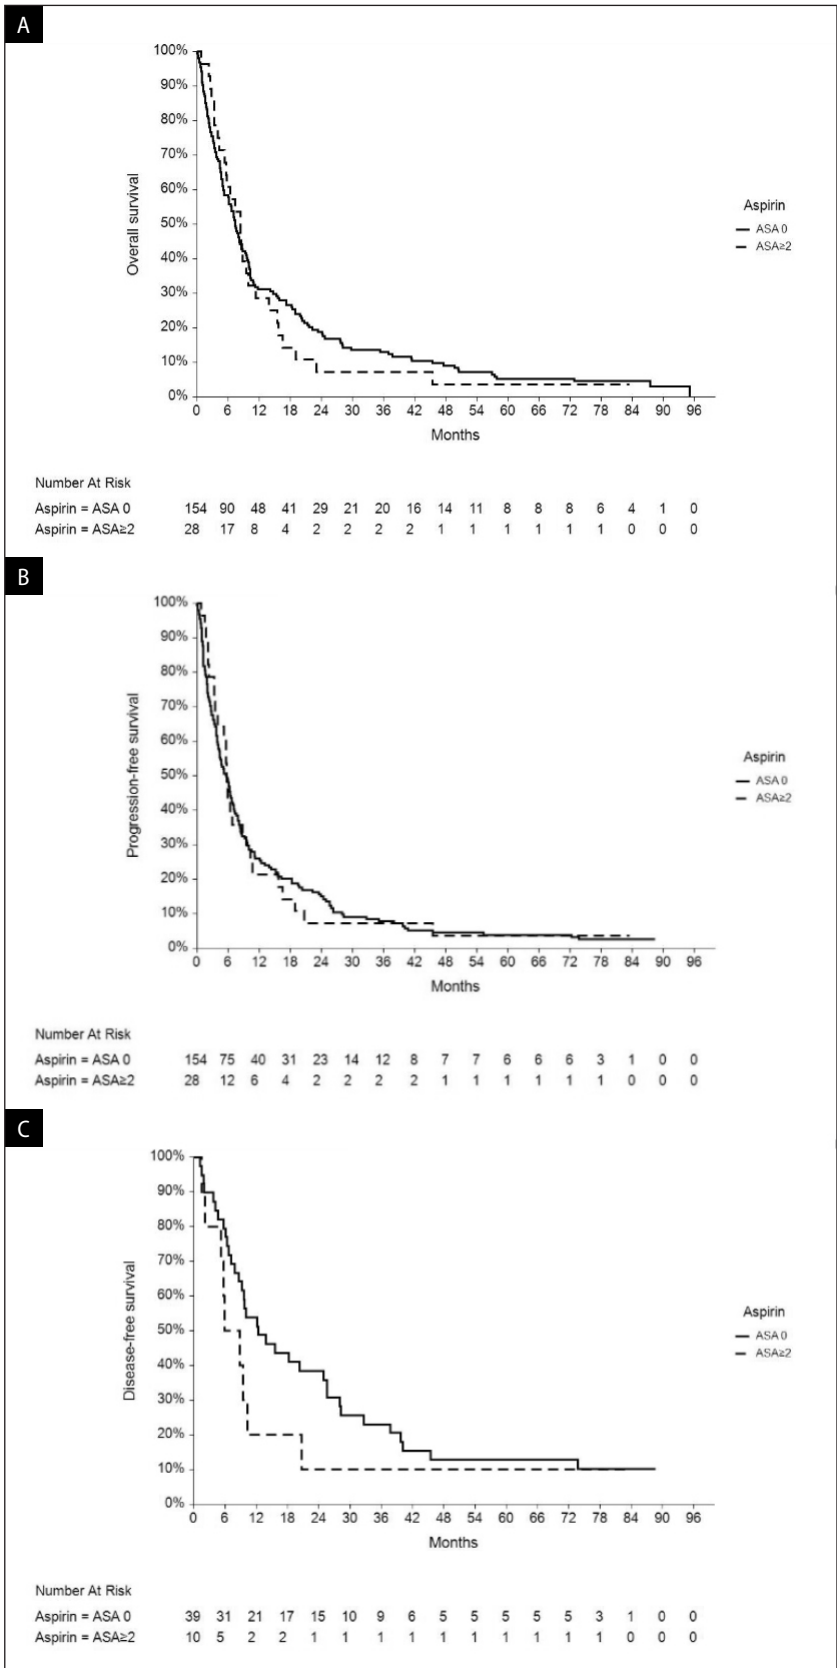 A
100%
90%
80%
70%
60%
50%
40%
30%
20%
10%
0%
Overall survival
0 6 12 18 24 30 36 42 48 54 60 66 72 78 84 90 96
Months
Aspirin
ASA 0
ASA≥2
Number At Risk
Aspirin = ASA 0 154 90 48 41 29 21 20 16 14 11 8 8 8 6 4 1 0
Aspirin = ASA≥2 28 17 8 4 2 2 2 2 1 1 1 1 1 1 0 0 0
B
100%
90%
80%
70%
60%
50%
40%
30%
20%
10%
0%
Progression-free survival
0 6 12 18 24 30 36 42 48 54 60 66 72 78 84 90 96
Months
Aspirin
ASA 0
ASA≥2
Number At Risk
Aspirin = ASA 0 154 75 40 31 23 14 12 8 7 7 6 6 6 3 1 0 0
Aspirin = ASA≥2 28 12 6 4 2 2 2 2 1 1 1 1 1 1 0 0 0
C
100%
90%
80%
70%
60%
50%
40%
30%
20%
10%
0%
Disease-free survival
0 6 12 18 24 30 36 42 48 54 60 66 72 78 84 90 96
Months
Aspirin
ASA 0
ASA≥2
Number At Risk
Aspirin = ASA 0 39 31 21 17 15 10 9 6 5 5 5 5 5 3 1 0 0
Aspirin = ASA≥2 10 5 2 2 1 1 1 1 1 1 1 1 1 1 0 0 0